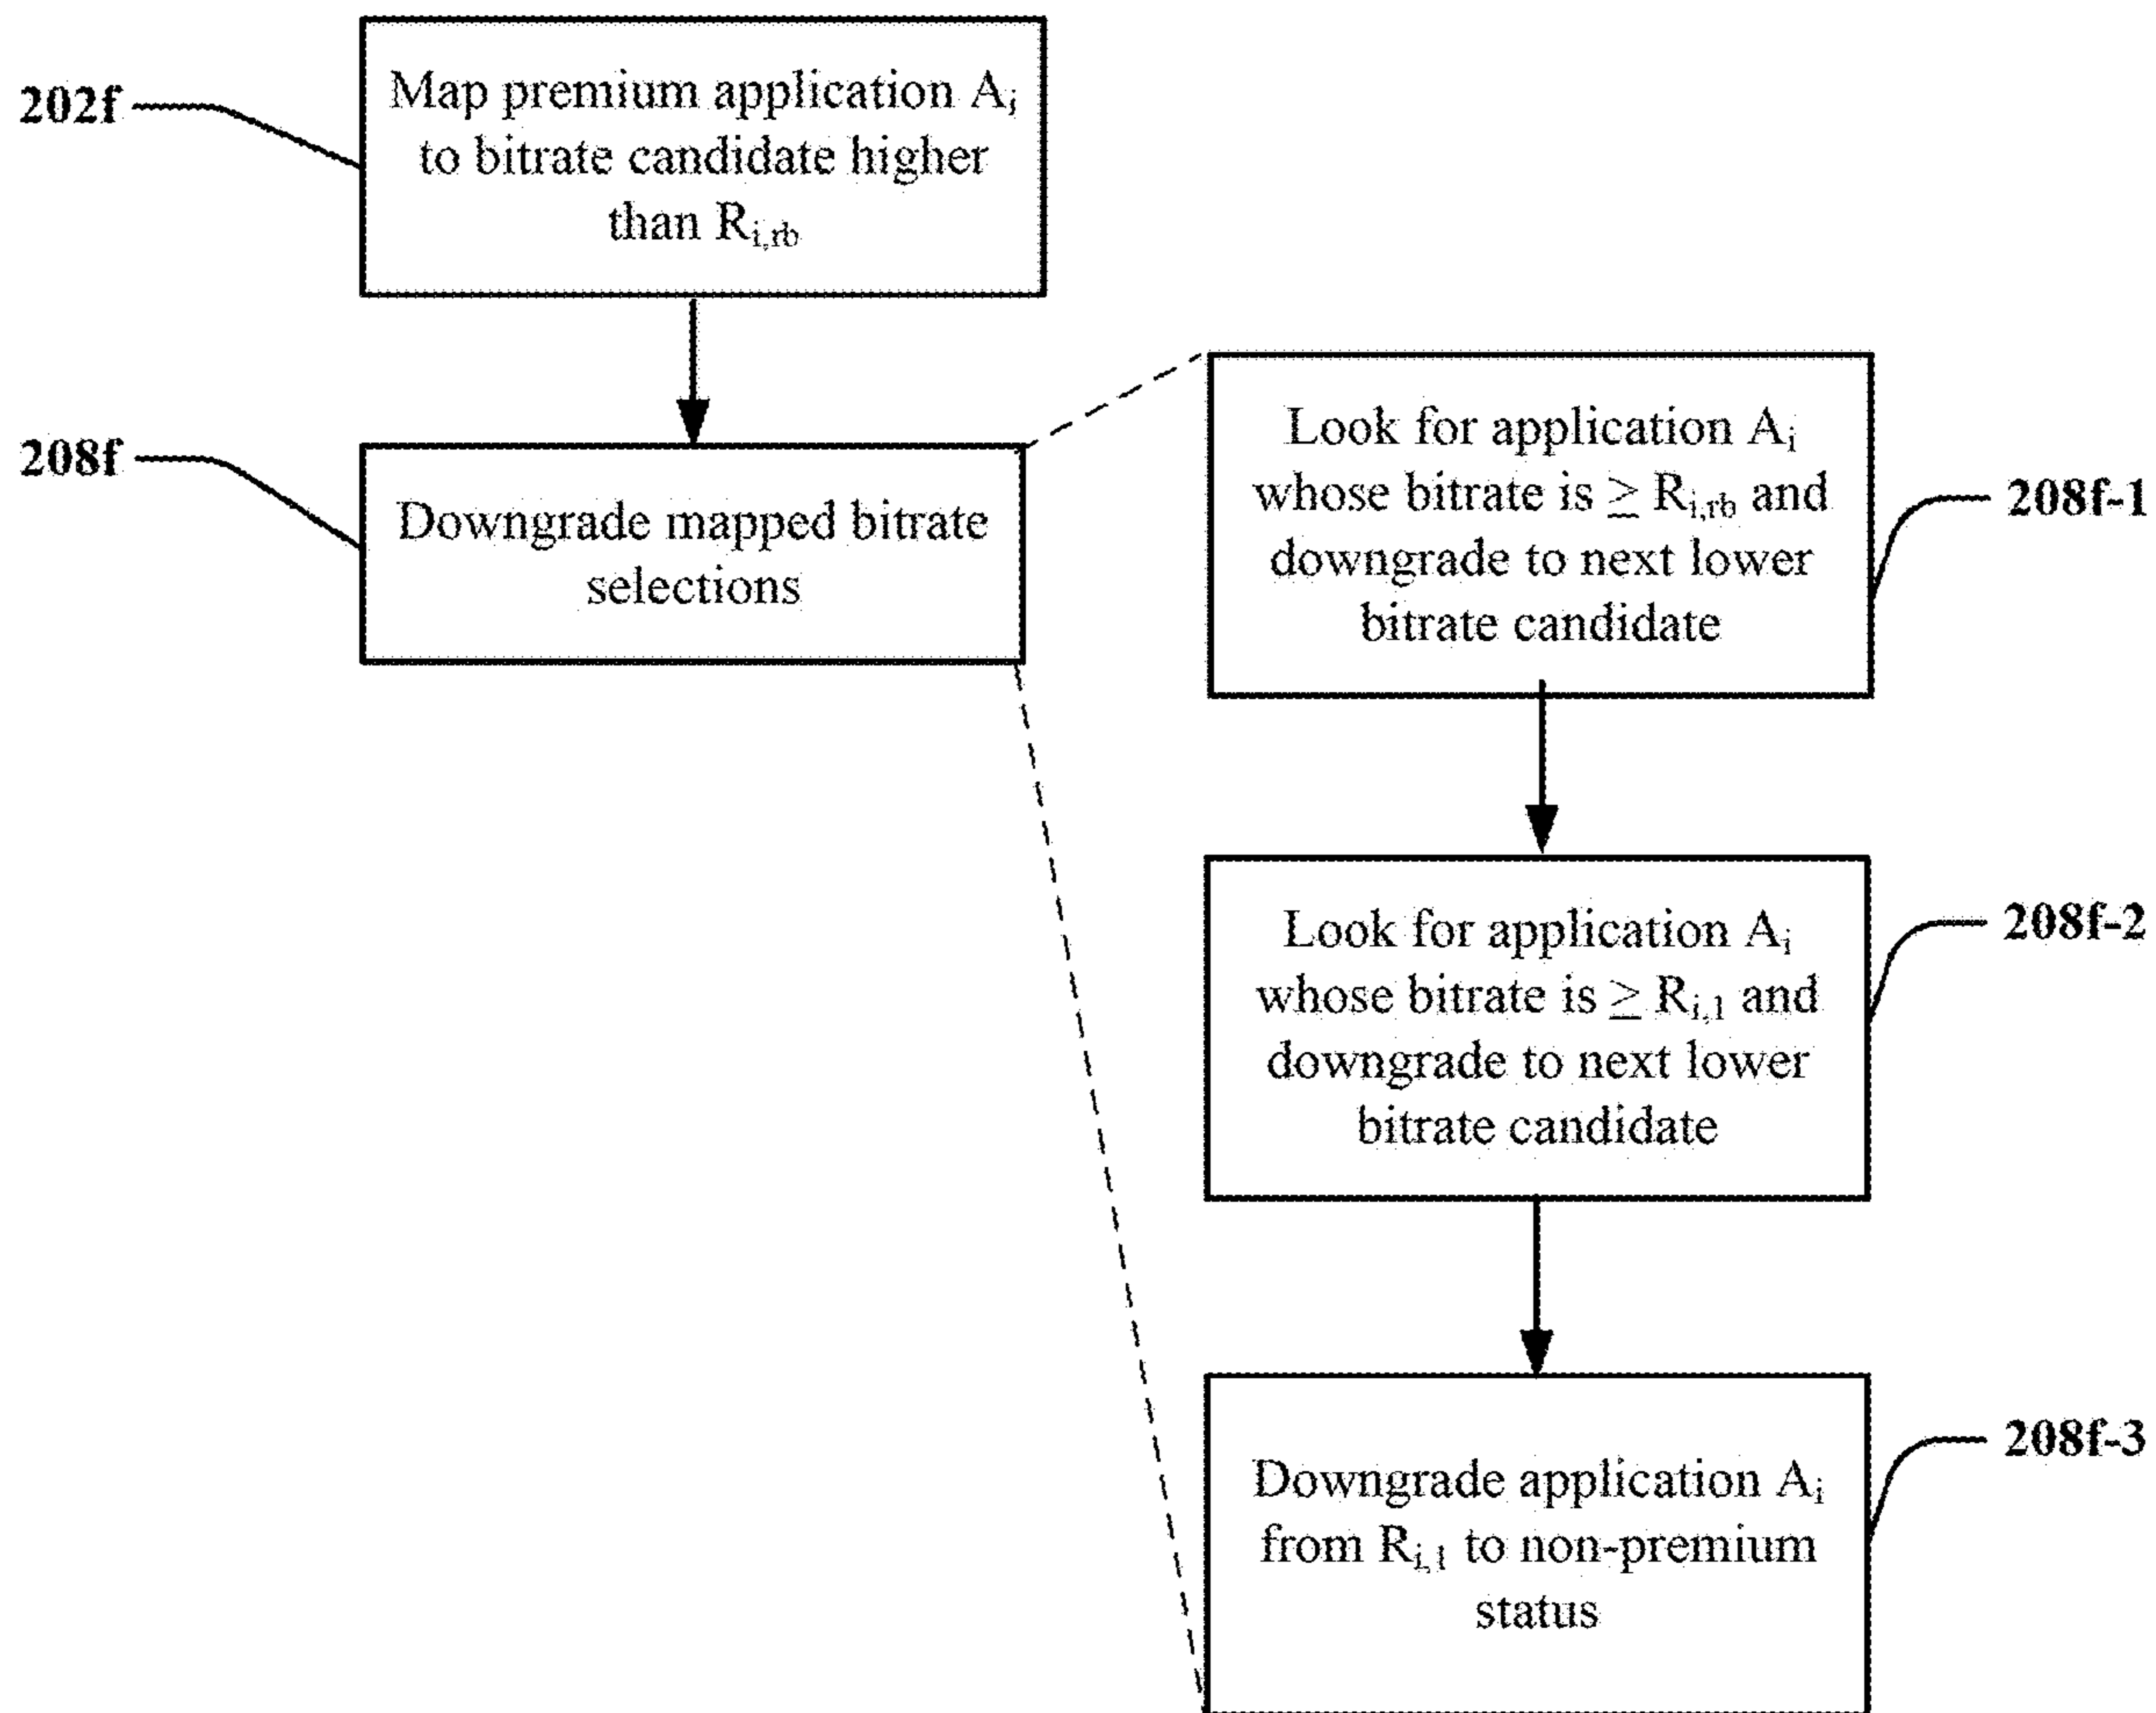 202f
Map premium application Ai
to bitrate candidate higher
than Ri,rb
208f
Downgrade mapped bitrate
selections
Look for application Ai
whose bitrate is ≥ Ri,rb and
downgrade to next lower
bitrate candidate
208f-1
Look for application Ai
whose bitrate is ≥ Ri,1 and
downgrade to next lower
bitrate candidate
208f-2
Downgrade application Ai
from Ri,1 to non-premium
status
208f-3